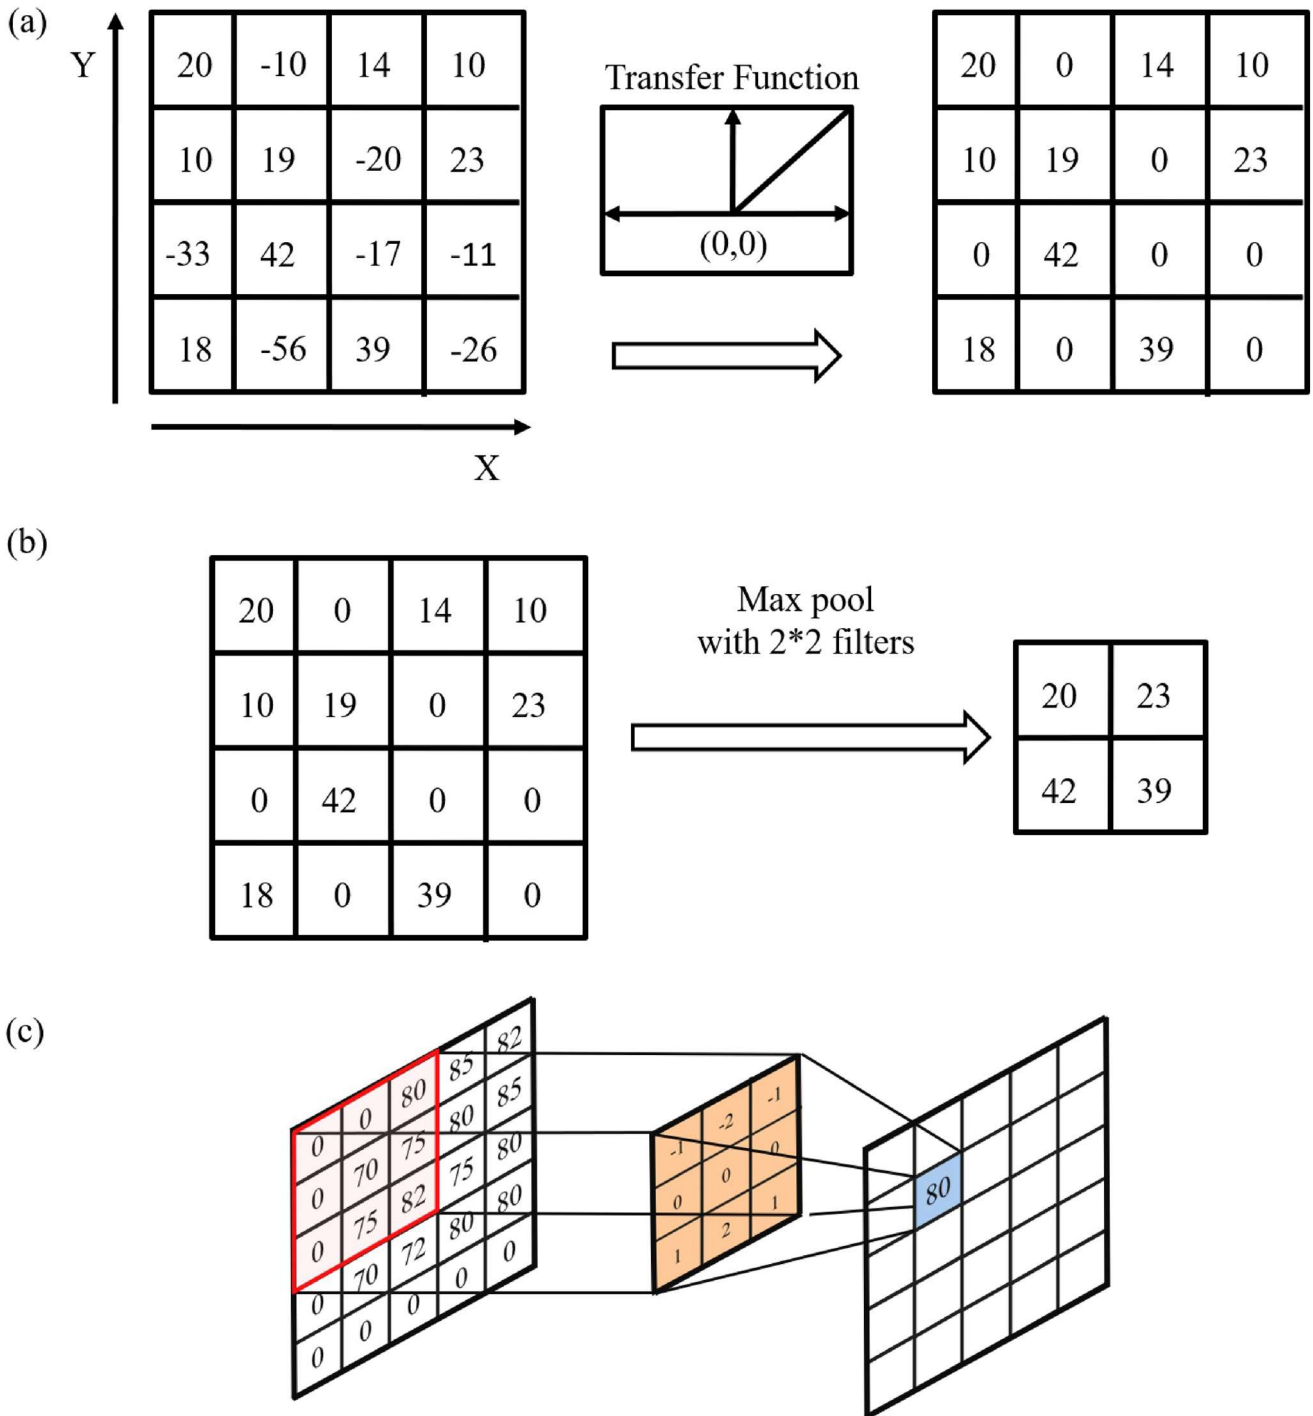 (a)
Y
20 -10 14 10
10 19 -20 23
-33 42 -17 -11
18 -56 39 -26
X
Transfer Function
(0,0)
20 0 14 10
10 19 0 23
0 42 0 0
18 0 39 0
(b)
20 0 14 10
10 19 0 23
0 42 0 0
18 0 39 0
Max pool
with 2*2 filters
20 23
42 39
(c)
0 0 80 85 82
0 70 75 80 85
0 75 82 75 80
0 70 72 80 80
0 0 0 0 0
-1 -2 -1
0 0 0
1 2 1
80